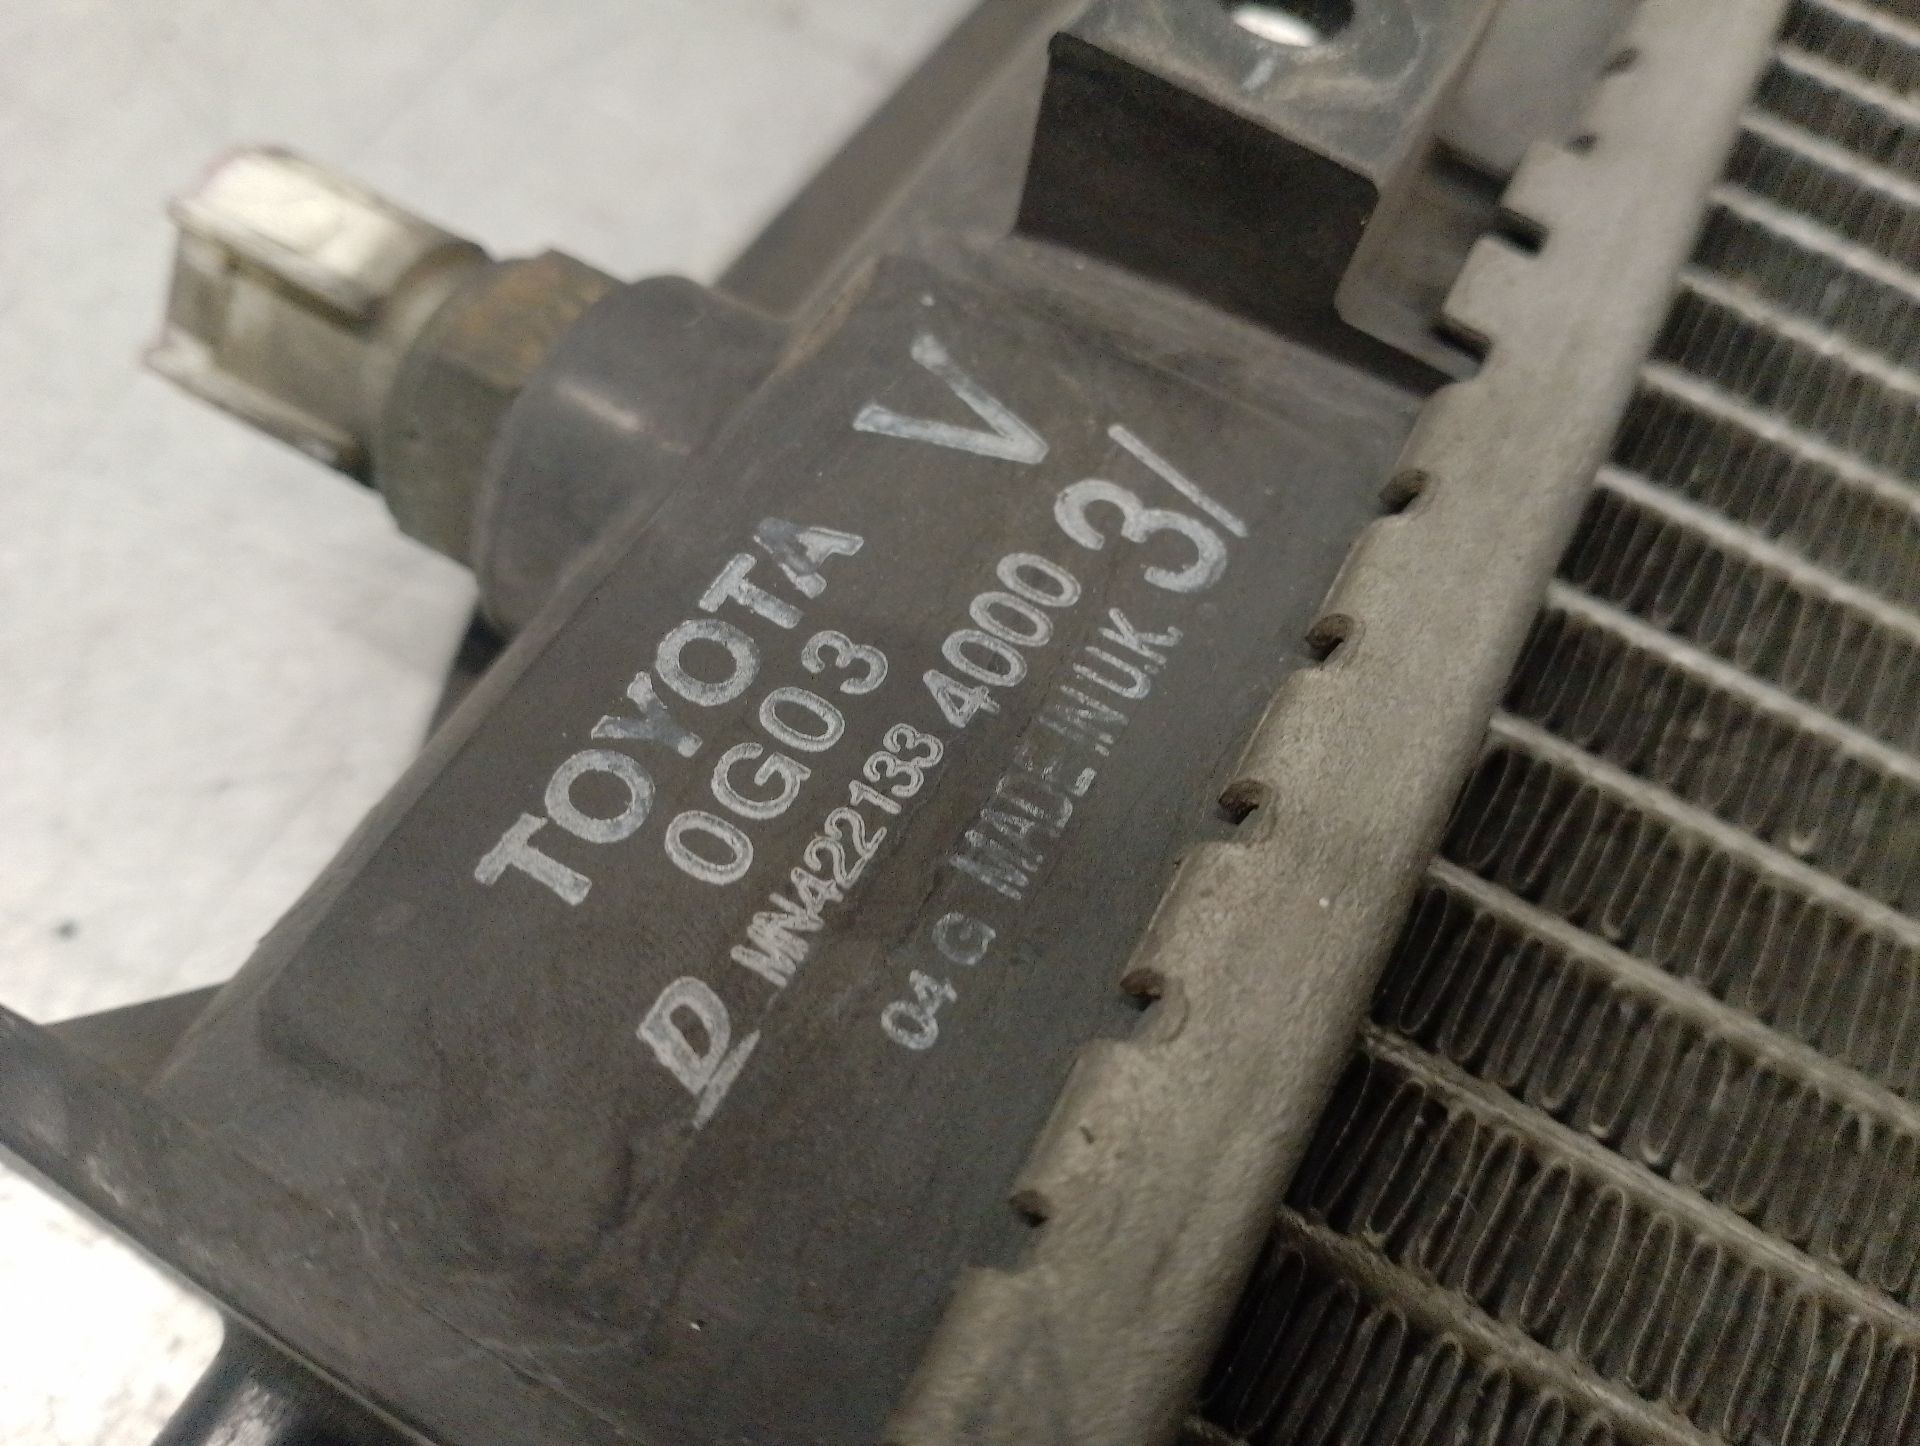 TOYOTA V
0G03
D MN422133 4000 3/
04 G MADE IN U.K.